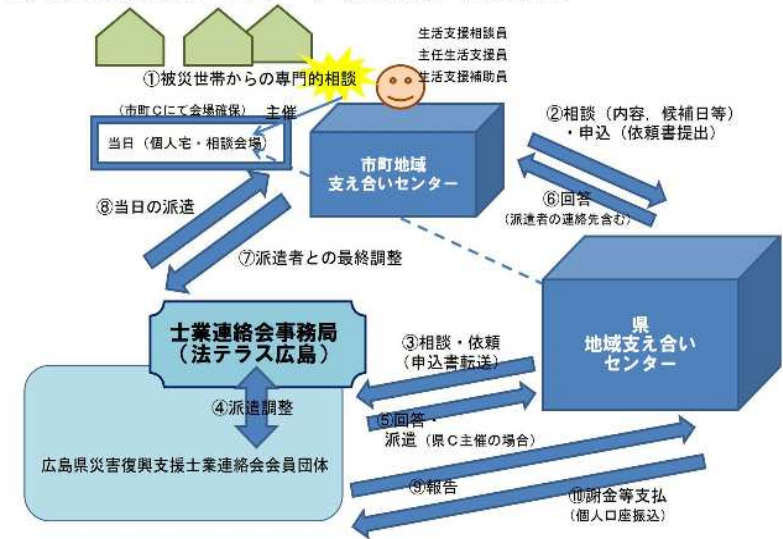 生活支援相談員
主任生活支援員
生活支援補助員
①被災世帯からの専門的相談
（市町Cにて会場確保）
主催
当日（個人宅・相談会場）
市町地域
支え合いセンター
②相談（内容，候補日等）
・申込（依頼書提出）
⑥回答
（派遣者の連絡先含む）
⑧当日の派遣
⑦派遣者との最終調整
士業連絡会事務局
（法テラス広島）
③相談・依頼
（申込書転送）
県
地域支え合い
センター
④派遣調整
⑤回答・
派遣（県C主催の場合）
広島県災害復興支援士業連絡会会員団体
⑨報告
⑩謝金等支払
（個人口座振込）